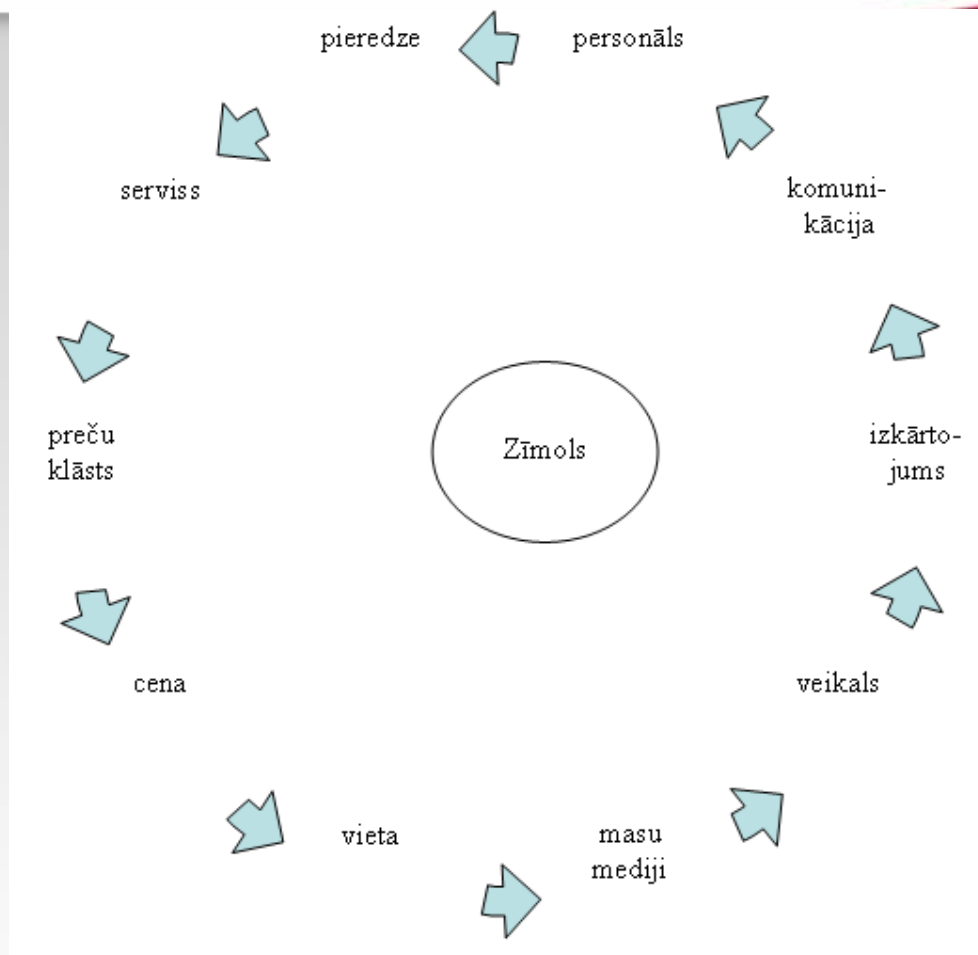 pieredze
personāls
serviss
komuni-
kācija
preču
klāsts
Zīmols
izkārto-
jums
cena
veikals
vieta
masu
mediji